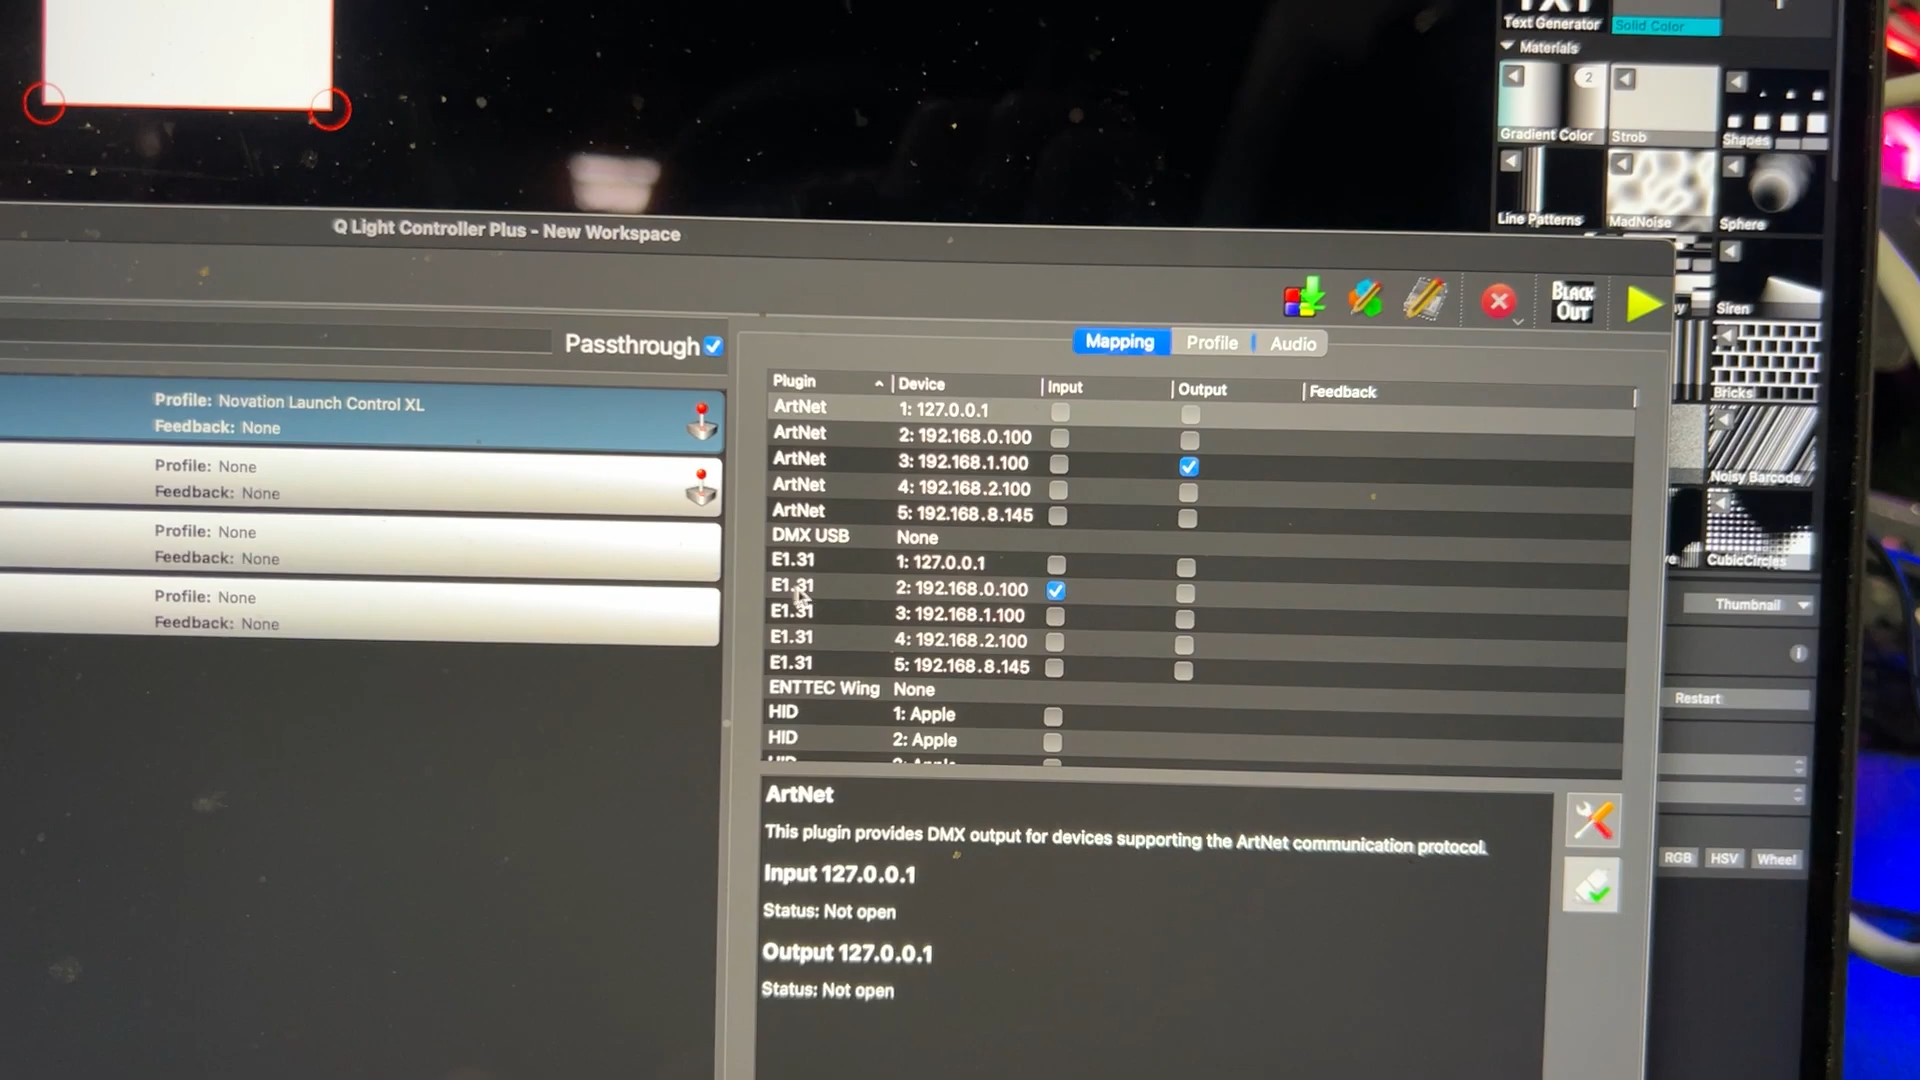 Text Generator
Solid Color
Materials
2
Gradient Color
Strob
Shapes
Line Patterns
MadNoise
Sphere
Q Light Controller Plus - New Workspace
BLACK
OUT
Siren
Passthrough
Mapping
Profile
Audio
Bricks
Plugin Device Input Output Feedback
Profile: Novation Launch Control XL
Feedback: None
Profile: None
Feedback: None
Profile: None
Feedback: None
Profile: None
Feedback: None
ArtNet 1: 127.0.0.1
ArtNet 2: 192.168.0.100
ArtNet 3: 192.168.1.100
ArtNet 4: 192.168.2.100
ArtNet 5: 192.168.8.145
DMX USB None
E1.31 1: 127.0.0.1
E1.31 2: 192.168.0.100
E1.31 3: 192.168.1.100
E1.31 4: 192.168.2.100
E1.31 5: 192.168.8.145
ENTTEC Wing None
HID 1: Apple
HID 2: Apple
Noisy Barcode
CubicCircles
Thumbnail
Restart
RGB
HSV
Wheel
ArtNet
This plugin provides DMX output for devices supporting the ArtNet communication protocol.
Input 127.0.0.1
Status: Not open
Output 127.0.0.1
Status: Not open